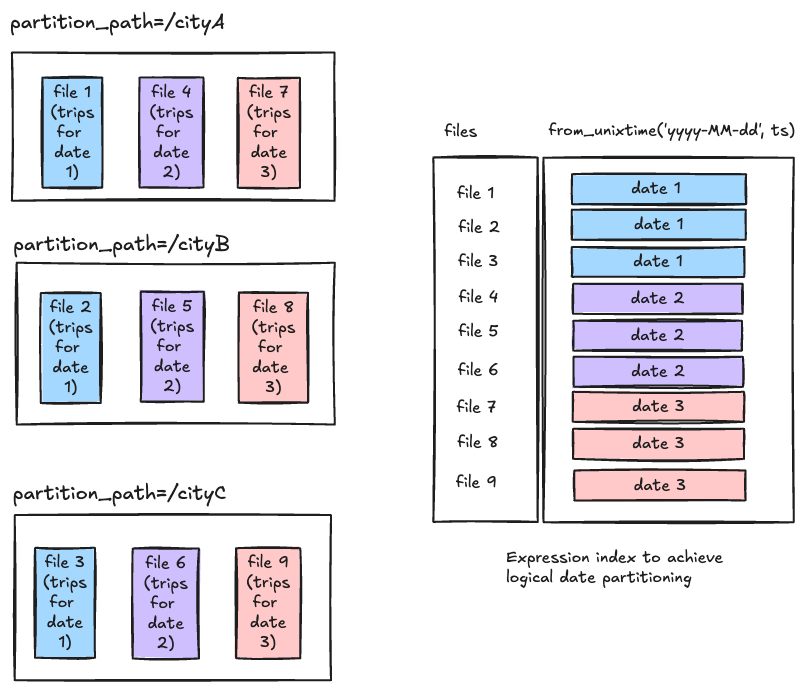 partition_path=/cityA
file 1
(trips
for
date
1)
file 4
(trips
for
date
2)
file 7
(trips
for
date
3)
partition_path=/cityB
file 2
(trips
for
date
1)
file 5
(trips
for
date
2)
file 8
(trips
for
date
3)
partition_path=/cityC
file 3
(trips
for
date
1)
file 6
(trips
for
date
2)
file 9
(trips
for
date
3)
files
from_unixtime('yyyy-MM-dd', ts)
file 1
date 1
file 2
date 1
file 3
date 1
file 4
date 2
file 5
date 2
file 6
date 2
file 7
date 3
file 8
date 3
file 9
date 3
Expression index to achieve
logical date partitioning